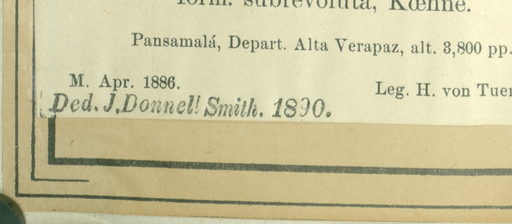 form. subrevoluta, Kœhne.
Pansamalá, Depart. Alta Verapaz, alt. 3,800 pp.
M. Apr. 1886.
Leg. H. von Tuer
Ded. J. Donnell Smith. 1890.